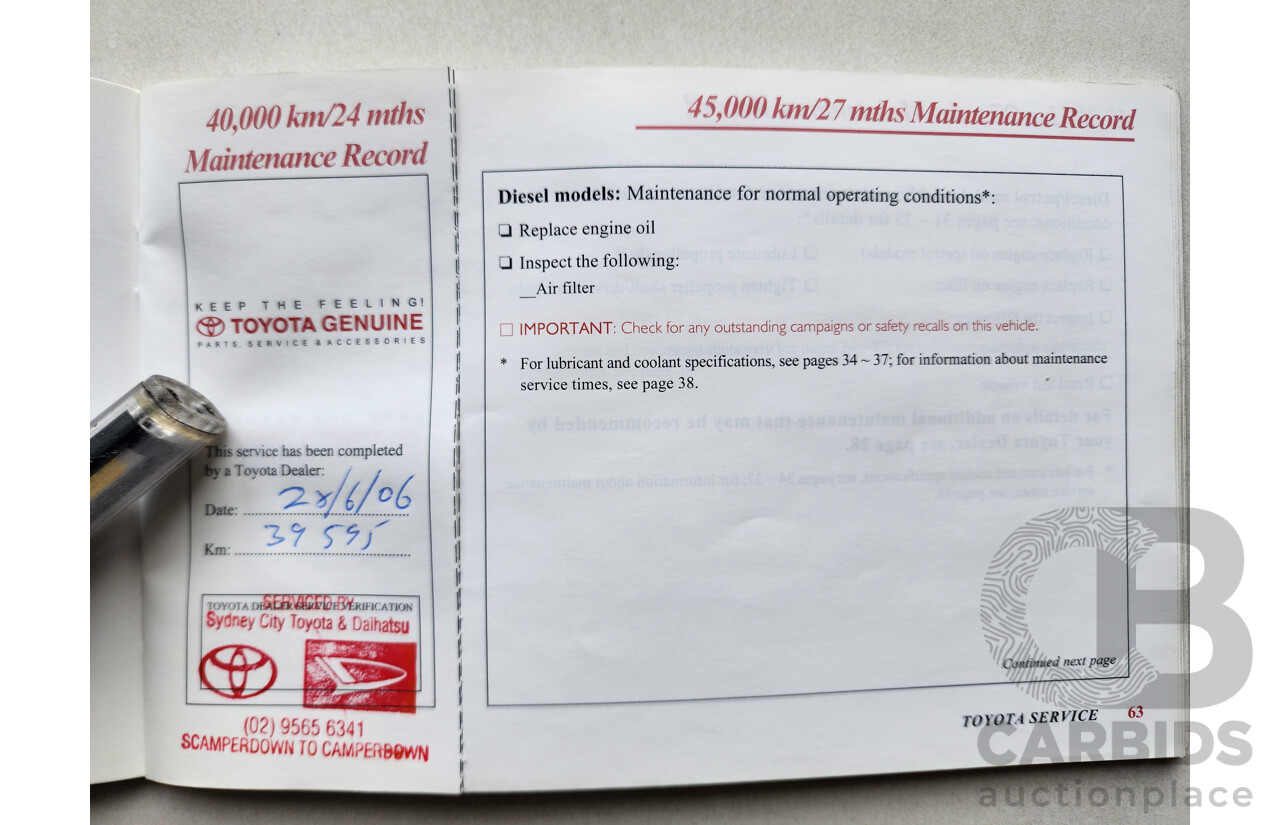 40,000 km/24 mths
Maintenance Record
KEEP THE FEELING!
TOYOTA GENUINE
PARTS, SERVICE & ACCESSORIES
This service has been completed
by a Toyota Dealer:
Date: 28/6/06
Km: 39 595
TOYOTA DEALER SERVICE VERIFICATION
SERVICED BY
Sydney City Toyota & Daihatsu
(02) 9565 6341
SCAMPERDOWN TO CAMPERDOWN
45,000 km/27 mths Maintenance Record
Diesel models: Maintenance for normal operating conditions*:
❏ Replace engine oil
❏ Inspect the following:
__Air filter
☐ IMPORTANT: Check for any outstanding campaigns or safety recalls on this vehicle.
* For lubricant and coolant specifications, see pages 34 ~ 37; for information about maintenance
service times, see page 38.
Continued next page
TOYOTA SERVICE 63
CB
CARBIDS
auctionplace